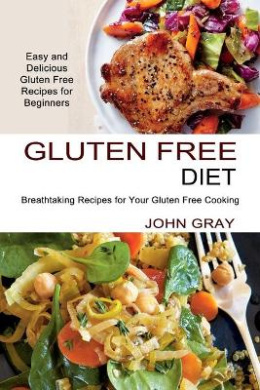 Easy and
Delicious
Gluten Free
Recipes for
Beginners
GLUTEN FREE
DIET
Breathtaking Recipes for Your Gluten Free Cooking
JOHN GRAY